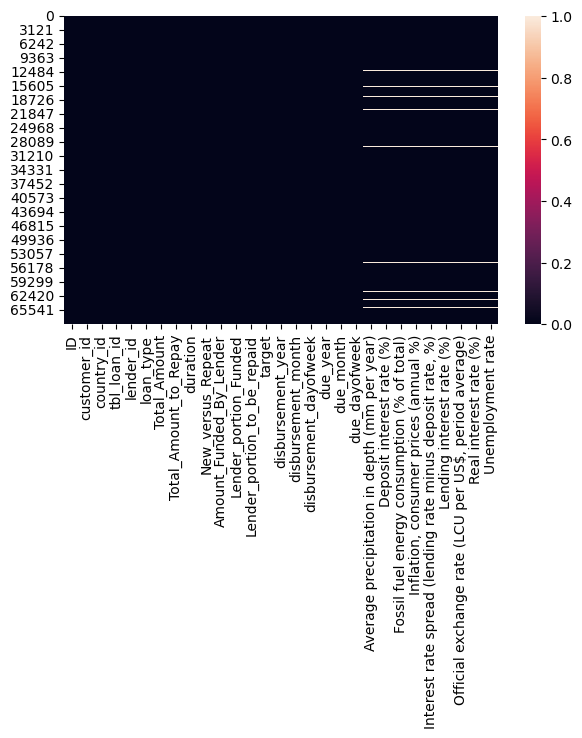 0
3121
6242
9363
12484
15605
18726
21847
24968
28089
31210
34331
37452
40573
43694
46815
49936
53057
56178
59299
62420
65541
1.0
0.8
0.6
0.4
0.2
0.0
ID
customer_id
country_id
tbl_loan_id
lender_id
loan_type
Total_Amount
Total_Amount_to_Repay
duration
New_versus_Repeat
Amount_Funded_By_Lender
Lender_portion_Funded
Lender_portion_to_be_repaid
target
disbursement_year
disbursement_month
disbursement_dayofweek
due_year
due_month
due_dayofweek
Average precipitation in depth (mm per year)
Deposit interest rate (%)
Fossil fuel energy consumption (% of total)
Inflation, consumer prices (annual %)
Interest rate spread (lending rate minus deposit rate, %)
Lending interest rate (%)
Official exchange rate (LCU per US$, period average)
Real interest rate (%)
Unemployment rate